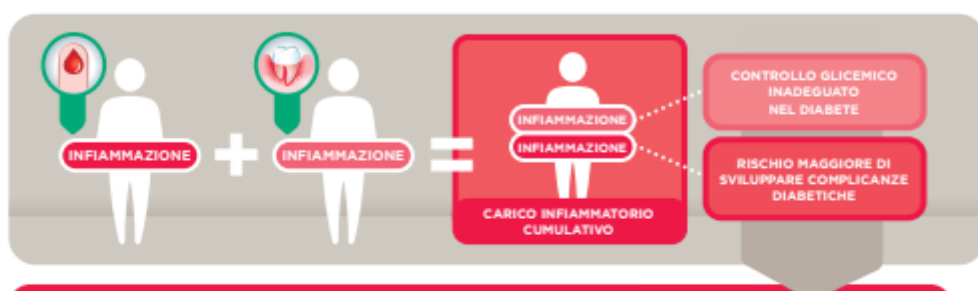 INFIAMMAZIONE
INFIAMMAZIONE
INFIAMMAZIONE
INFIAMMAZIONE
CARICO INFIAMMATORIO
CUMULATIVO
CONTROLLO GLICEMICO
INADEGUATO
NEL DIABETE
RISCHIO MAGGIORE DI
SVILUPPARE COMPLICANZE
DIABETICHE